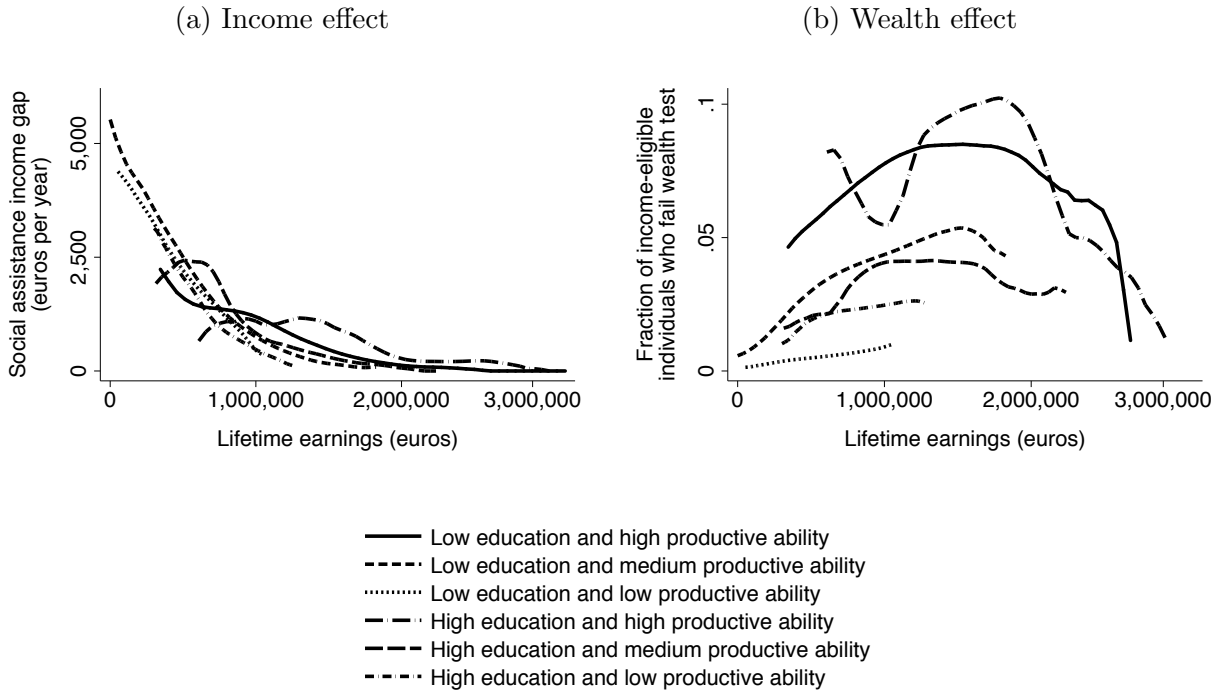 (a) Income effect
(b) Wealth effect
Social assistance income gap
(euros per year)
5,000
2,500
0
0
1,000,000
2,000,000
3,000,000
Lifetime earnings (euros)
Fraction of income-eligible
individuals who fail wealth test
.1
.05
0
0
1,000,000
2,000,000
3,000,000
Lifetime earnings (euros)
Low education and high productive ability
Low education and medium productive ability
Low education and low productive ability
High education and high productive ability
High education and medium productive ability
High education and low productive ability